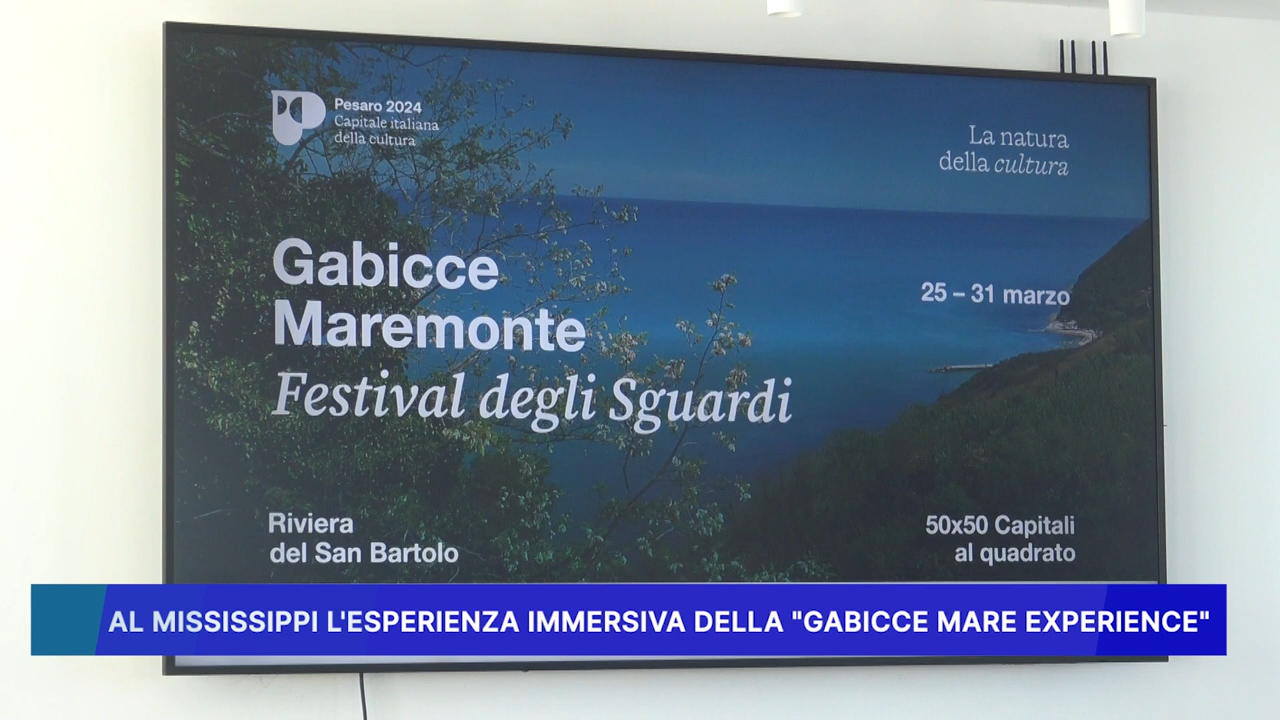 Pesaro 2024
Capitale italiana
della cultura
La natura
della cultura
Gabicce
Maremonte
Festival degli Sguardi
25 – 31 marzo
Riviera
del San Bartolo
50x50 Capitali
al quadrato
AL MISSISSIPPI L'ESPERIENZA IMMERSIVA DELLA "GABICCE MARE EXPERIENCE"